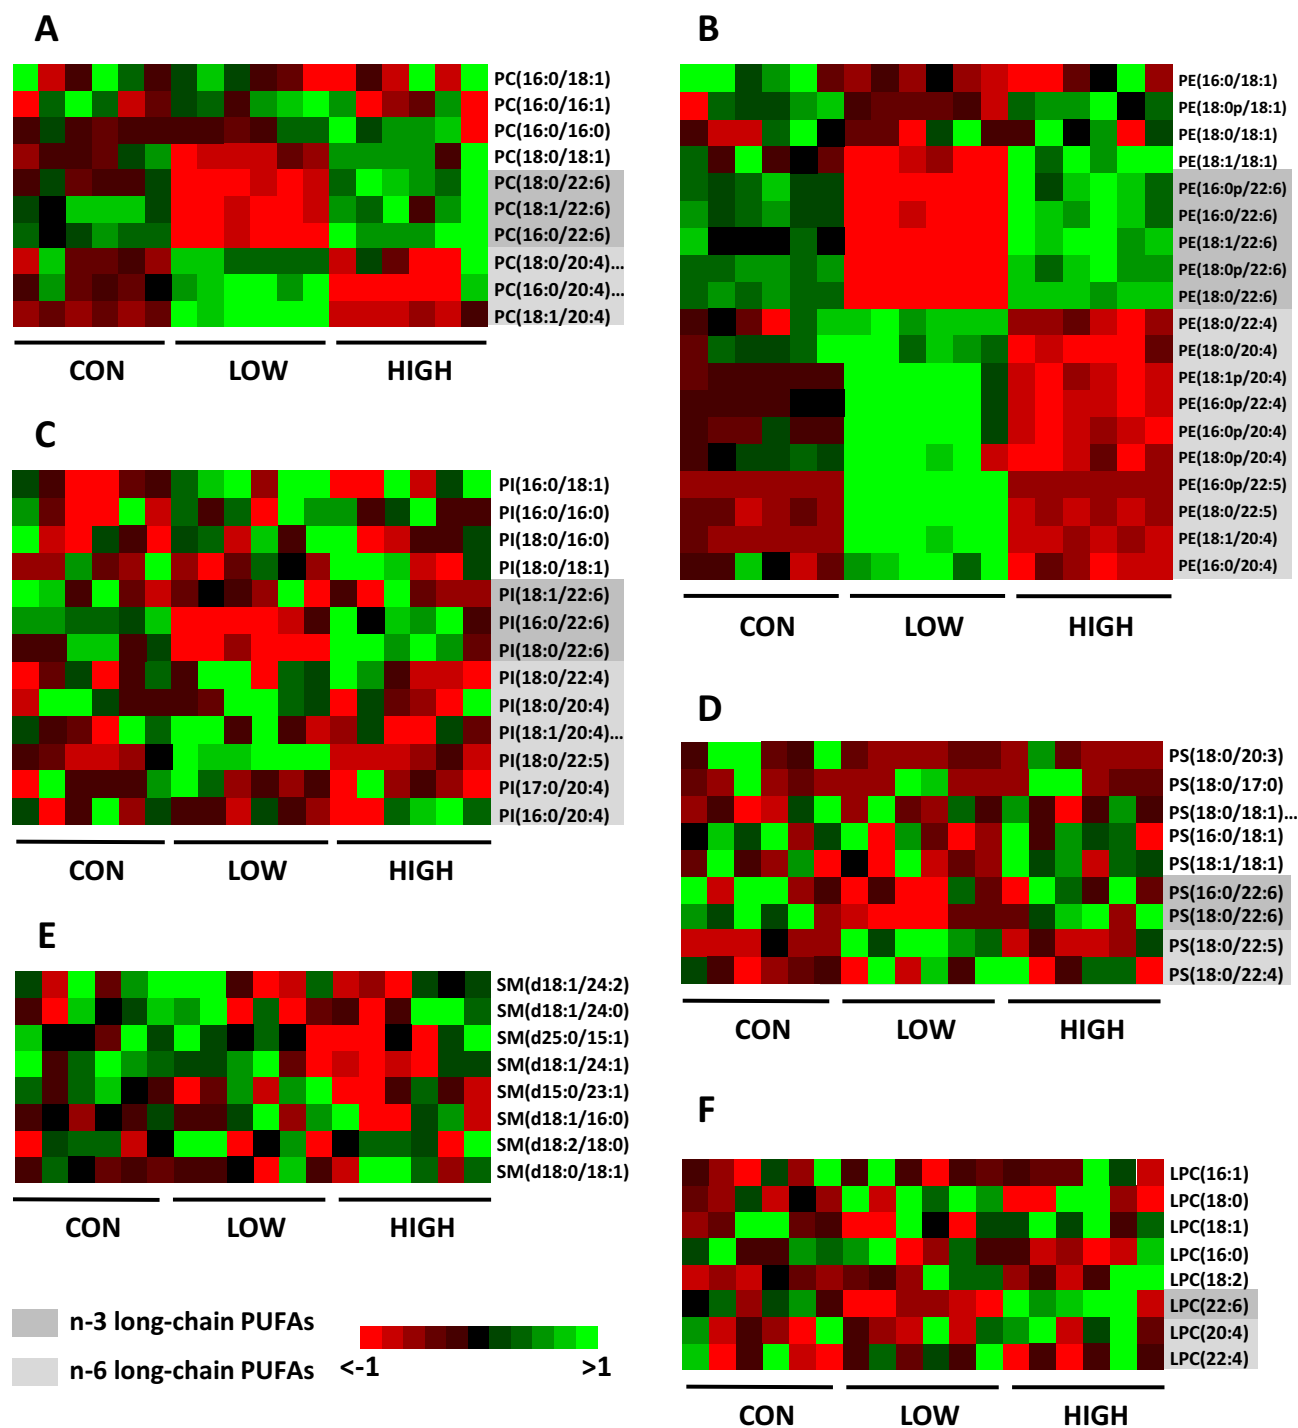 A
PC(16:0/18:1)
PC(16:0/16:1)
PC(16:0/16:0)
PC(18:0/18:1)
PC(18:0/22:6)
PC(18:1/22:6)
PC(16:0/22:6)
PC(18:0/20:4)...
PC(16:0/20:4)...
PC(18:1/20:4)
CON LOW HIGH
B
PE(16:0/18:1)
PE(18:0p/18:1)
PE(18:0/18:1)
PE(18:1/18:1)
PE(16:0p/22:6)
PE(16:0/22:6)
PE(18:1/22:6)
PE(18:0p/22:6)
PE(18:0/22:6)
PE(18:0/22:4)
PE(18:0/20:4)
PE(18:1p/20:4)
PE(16:0p/22:4)
PE(16:0p/20:4)
PE(18:0p/20:4)
PE(16:0p/22:5)
PE(18:0/22:5)
PE(18:1/20:4)
PE(16:0/20:4)
CON LOW HIGH
C
PI(16:0/18:1)
PI(16:0/16:0)
PI(18:0/16:0)
PI(18:0/18:1)
PI(18:1/22:6)
PI(16:0/22:6)
PI(18:0/22:6)
PI(18:0/22:4)
PI(18:0/20:4)
PI(18:1/20:4)...
PI(18:0/22:5)
PI(17:0/20:4)
PI(16:0/20:4)
CON LOW HIGH
D
PS(18:0/20:3)
PS(18:0/17:0)
PS(18:0/18:1)...
PS(16:0/18:1)
PS(18:1/18:1)
PS(16:0/22:6)
PS(18:0/22:6)
PS(18:0/22:5)
PS(18:0/22:4)
CON LOW HIGH
E
SM(d18:1/24:2)
SM(d18:1/24:0)
SM(d25:0/15:1)
SM(d18:1/24:1)
SM(d15:0/23:1)
SM(d18:1/16:0)
SM(d18:2/18:0)
SM(d18:0/18:1)
CON LOW HIGH
F
LPC(16:1)
LPC(18:0)
LPC(18:1)
LPC(16:0)
LPC(18:2)
LPC(22:6)
LPC(20:4)
LPC(22:4)
CON LOW HIGH
n-3 long-chain PUFAs
n-6 long-chain PUFAs
<-1 >1